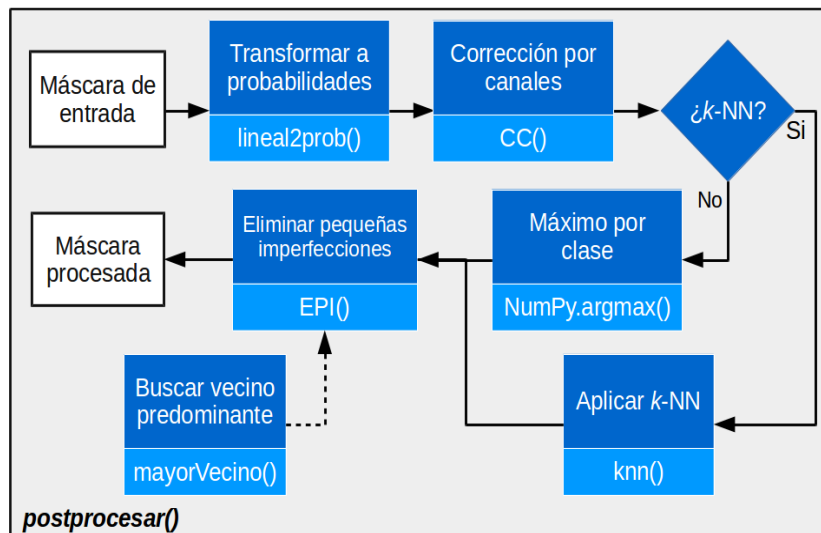 Máscara de
entrada
Transformar a
probabilidades
lineal2prob()
Corrección por
canales
CC()
¿k-NN?
Si
No
Máximo por
clase
NumPy.argmax()
Eliminar pequeñas
imperfecciones
EPI()
Máscara
procesada
Buscar vecino
predominante
mayorVecino()
Aplicar k-NN
knn()
postprocesar()